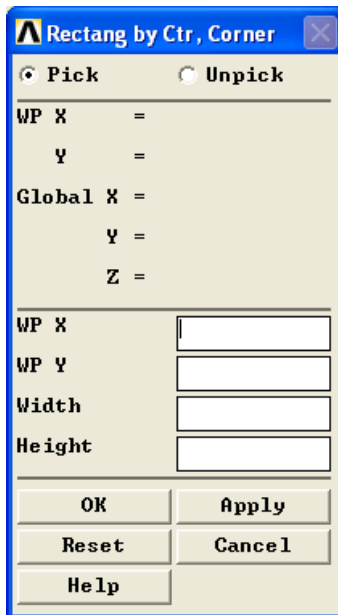 Rectang by Ctr, Corner
Pick Unpick
WP X =
Y =
Global X =
Y =
Z =
WP X
WP Y
Width
Height
OK Apply
Reset Cancel
Help